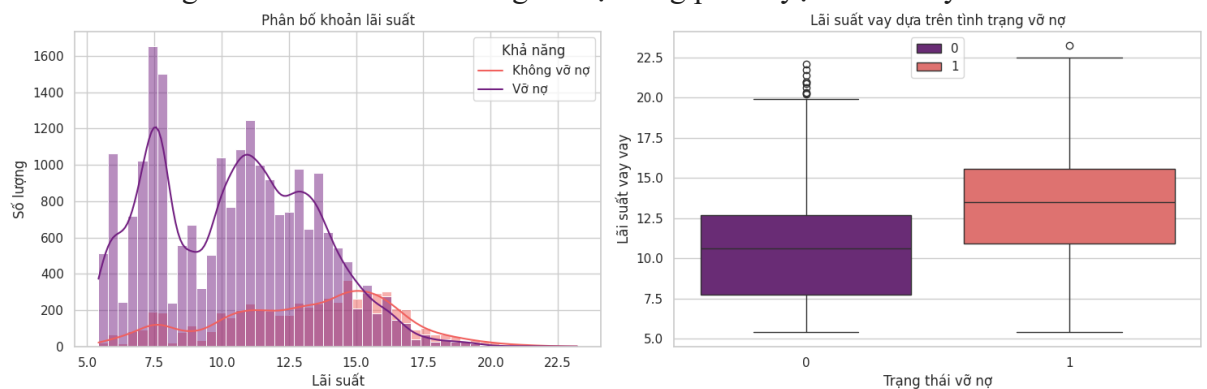 Phân bố khoản lãi suất
Số lượng
1600
1400
1200
1000
800
600
400
200
0
Khả năng
Không vỡ nợ
Vỡ nợ
5.0 7.5 10.0 12.5 15.0 17.5 20.0 22.5
Lãi suất
Lãi suất vay dựa trên tình trạng vỡ nợ
Lãi suất vay vay
22.5
20.0
17.5
15.0
12.5
10.0
7.5
5.0
0
1
0 1
Trạng thái vỡ nợ